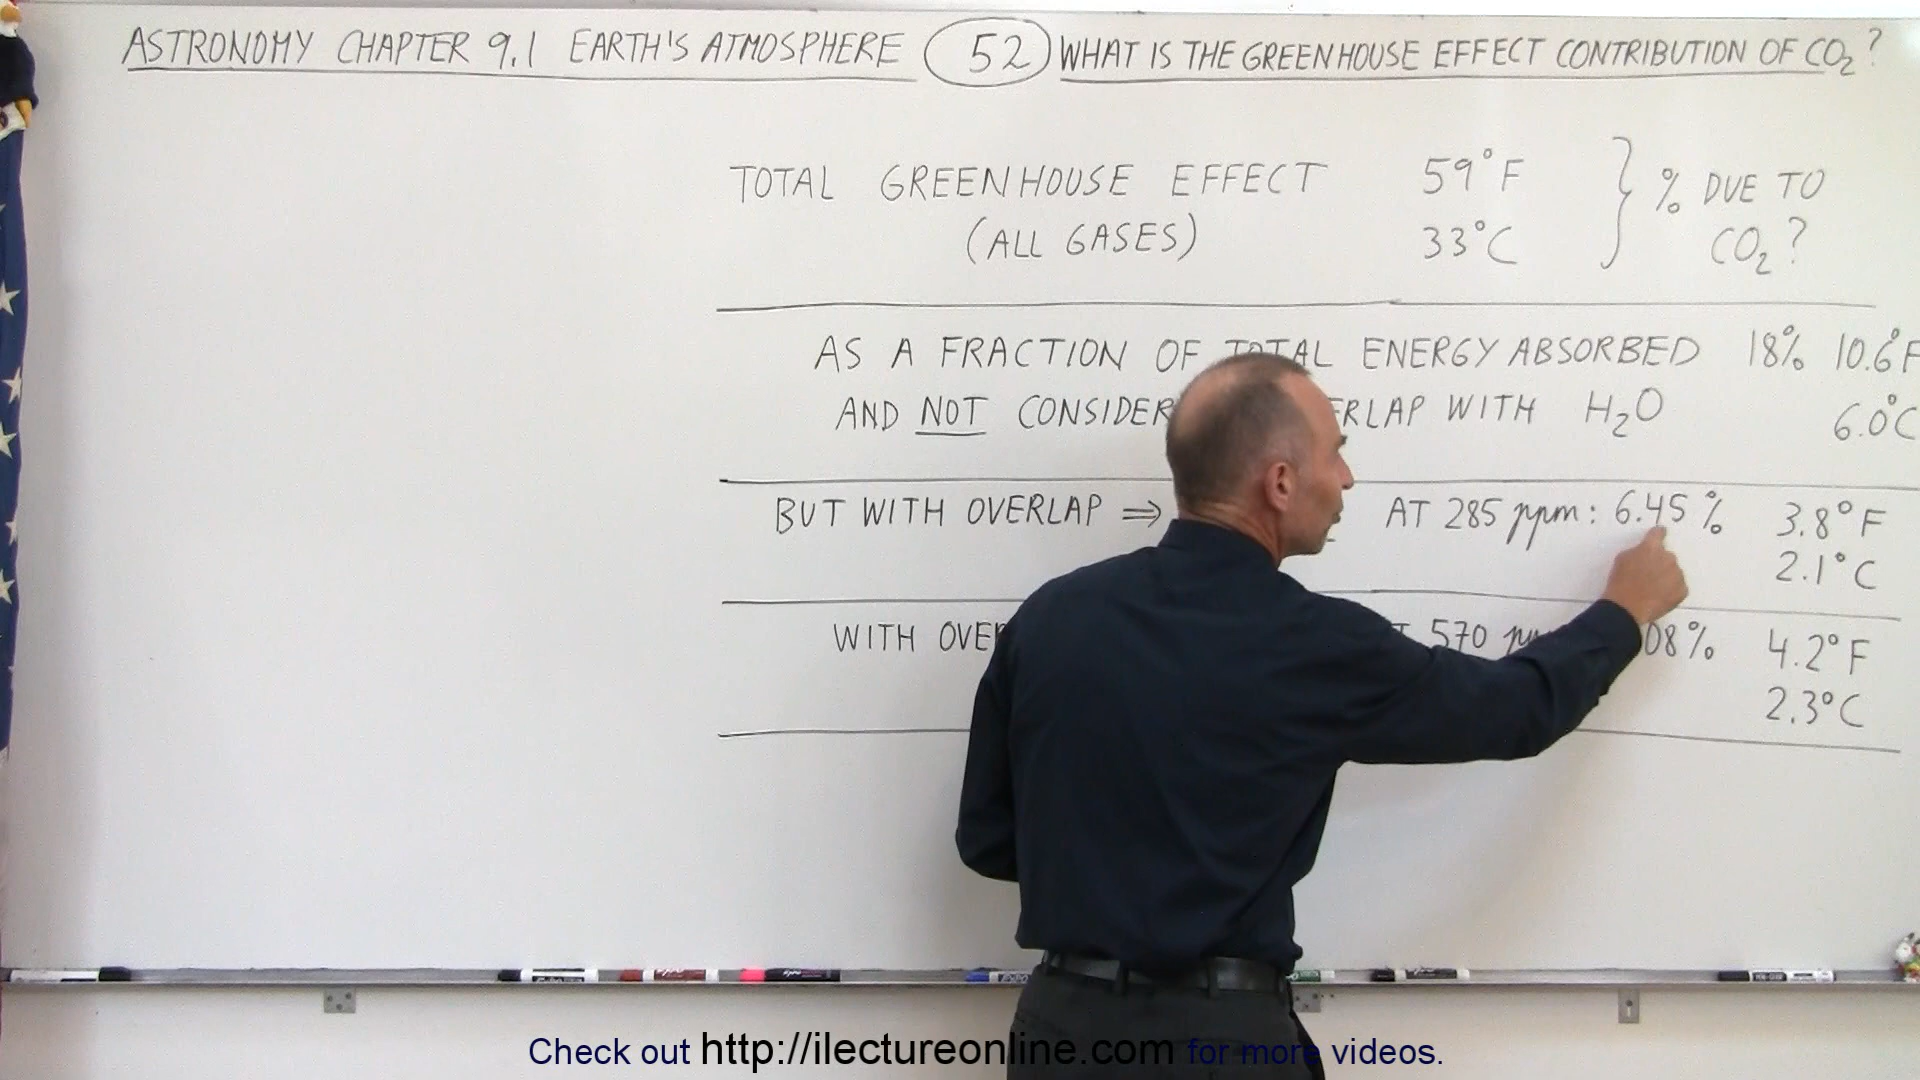 ASTRONOMY CHAPTER 9.1 EARTH'S ATMOSPHERE 52 WHAT IS THE GREENHOUSE EFFECT CONTRIBUTION OF CO₂?
TOTAL GREENHOUSE EFFECT 59°F } % DUE TO
(ALL GASES) 33°C CO₂?
AS A FRACTION OF TOTAL ENERGY ABSORBED 18% 10.6°F
AND NOT CONSIDER WITH H₂O 6.0°C
BUT WITH OVERLAP ⇒ AT 285 ppm: 6.45% 3.8°F
2.1°C
WITH 570 08% 4.2°F
2.3°C
Check out http://ilectureonline.com for more videos.